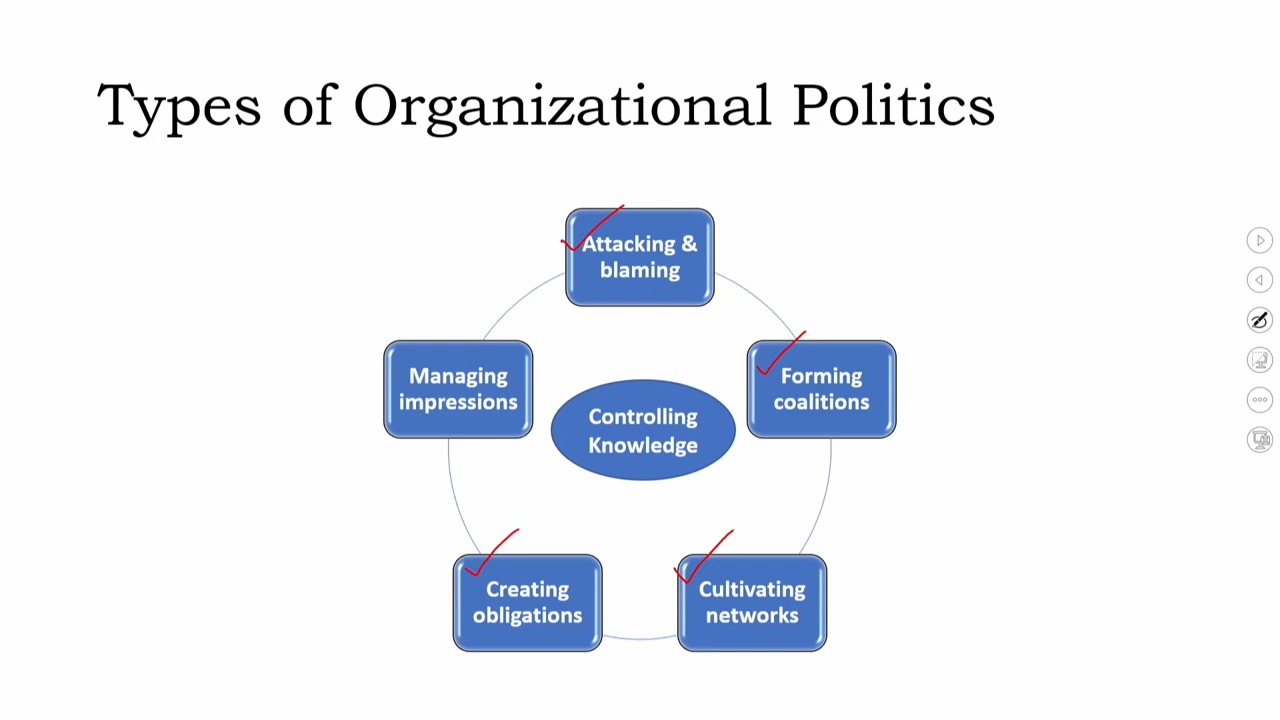 Types of Organizational Politics
Attacking &
blaming
Managing
impressions
Controlling
Knowledge
Forming
coalitions
Creating
obligations
Cultivating
networks